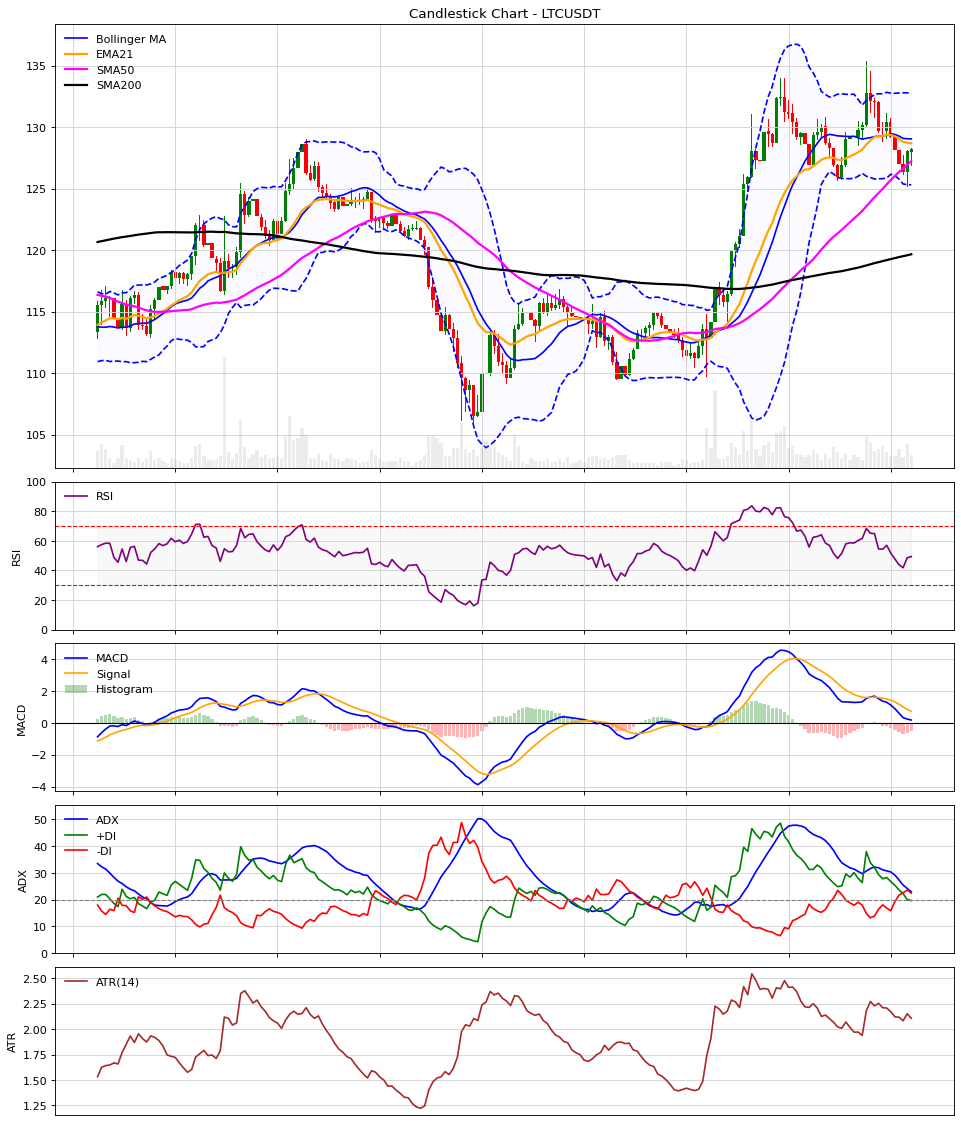 Candlestick Chart - LTCUSDT
Bollinger MA
EMA21
SMA50
SMA200
135
130
125
120
115
110
105
RSI
100
80
60
40
20
0
RSI
MACD
Signal
Histogram
4
2
0
−2
−4
MACD
ADX
+DI
-DI
50
40
30
20
10
0
ADX
ATR(14)
2.50
2.25
2.00
1.75
1.50
1.25
ATR